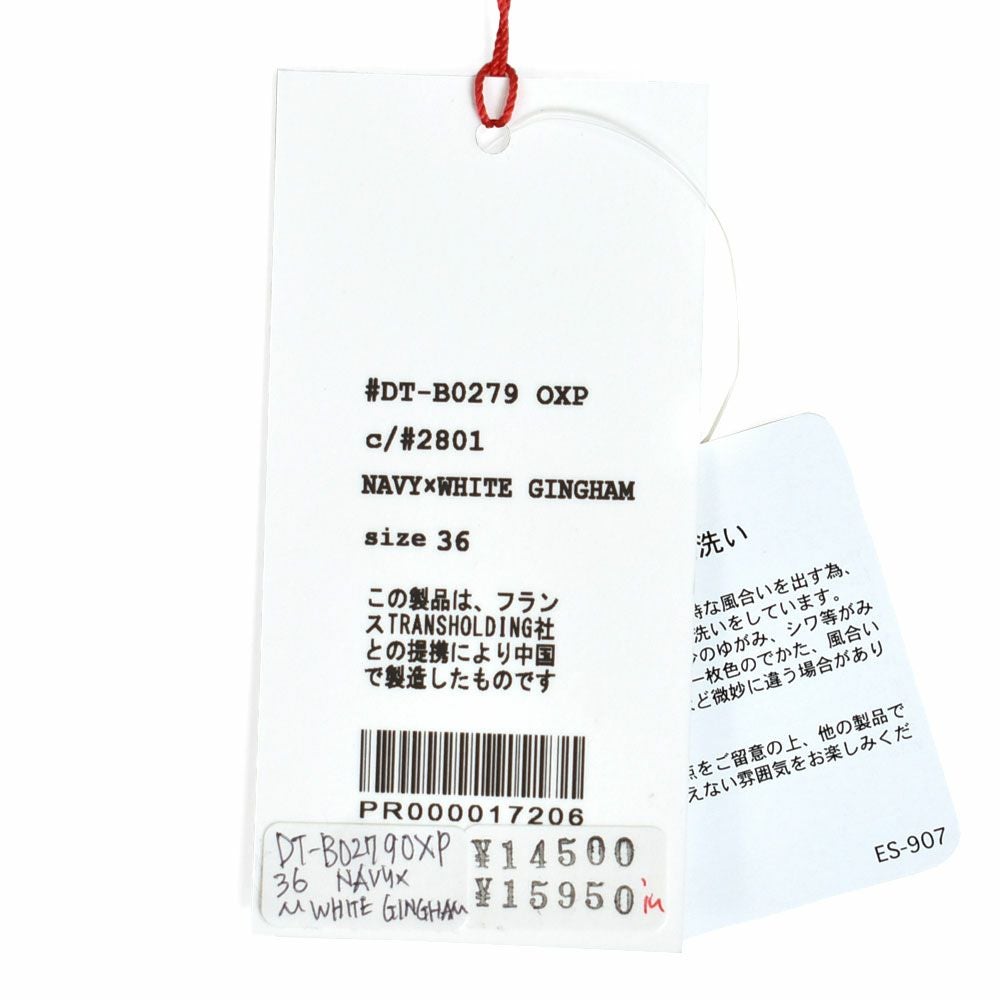 #DT-B0279 OXP
c/#2801
NAVY×WHITE GINGHAM
size 36
この製品は、フラン
スTRANSHOLDING社
との提携により中国
で製造したものです
PR000017206
DT-B0279OXP
36 NAVY×
WHITE GINGHAM
¥14500
¥15950
洗い
な風合いを出す為、
洗いをしています。
のゆがみ、シワ等がみ
一枚色のでかた、風合い
ど微妙に違う場合があり
点をご留意の上、他の製品で
えない雰囲気をお楽しみくだ
ES-907